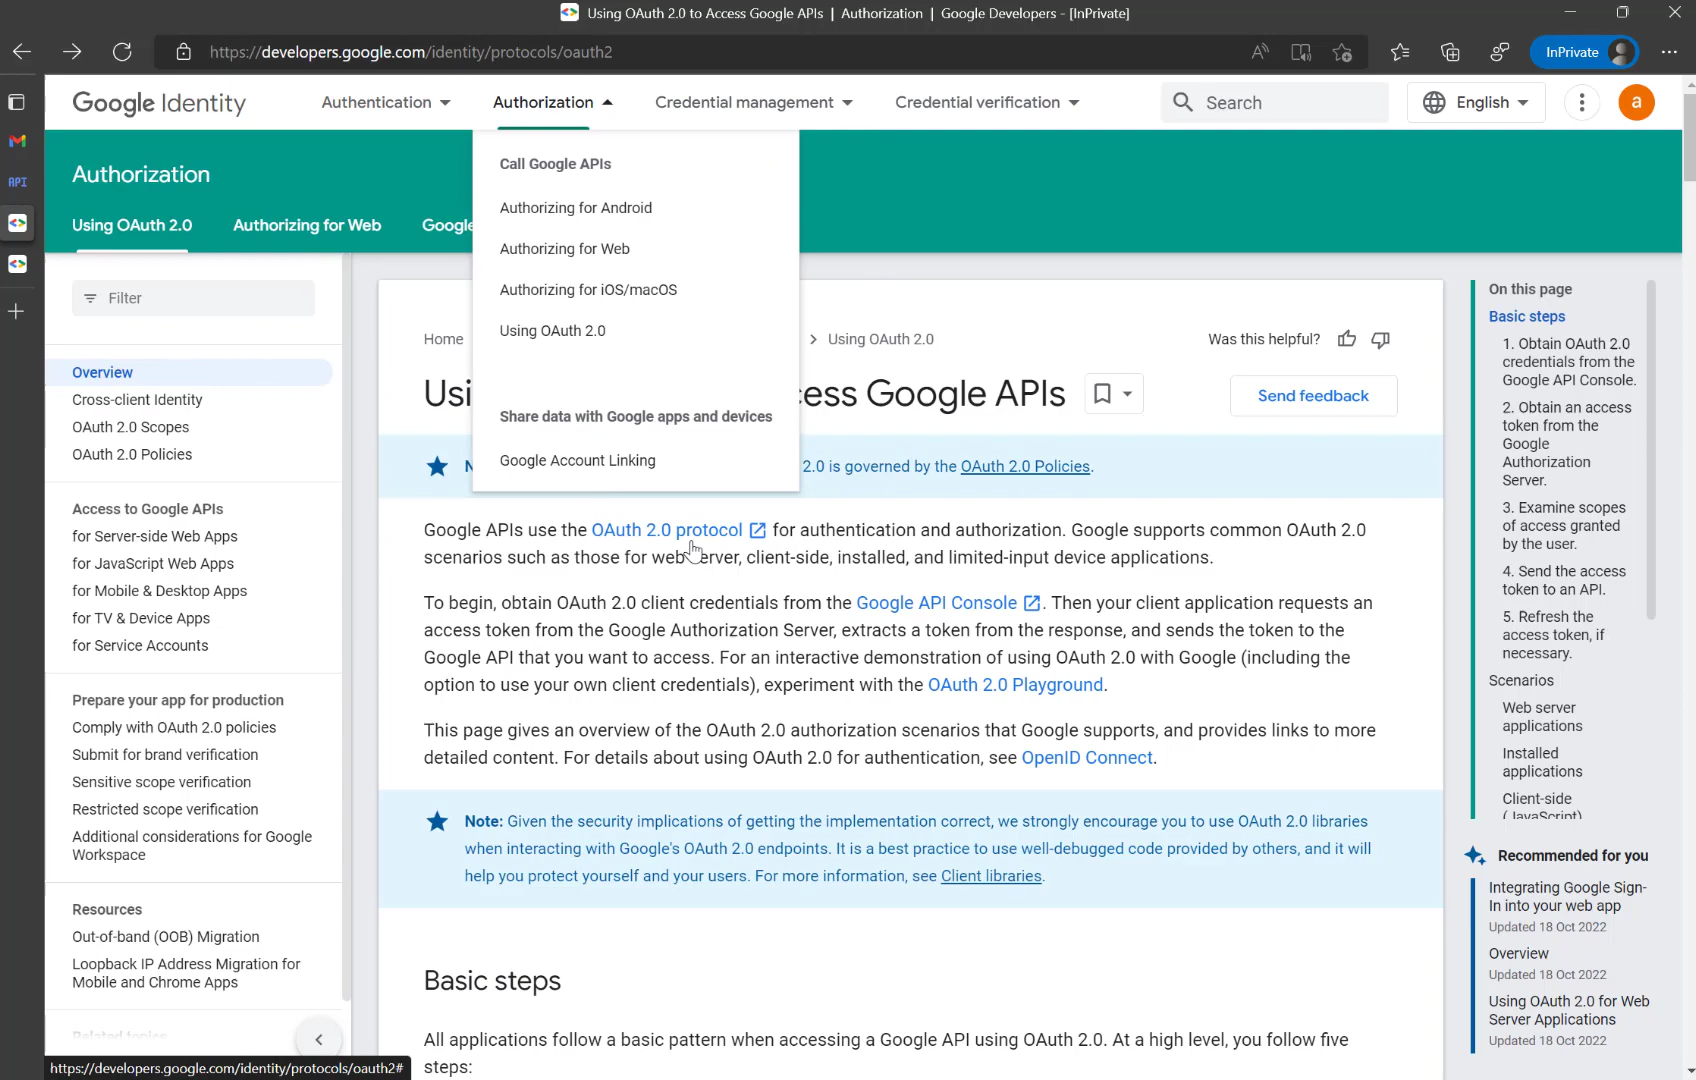 Using OAuth 2.0 to Access Google APIs | Authorization | Google Developers - [InPrivate]
https://developers.google.com/identity/protocols/oauth2
InPrivate
Google Identity
Authentication
Authorization
Credential management
Credential verification
Search
English
a
API
Authorization
Using OAuth 2.0
Authorizing for Web
Google
Call Google APIs
Authorizing for Android
Authorizing for Web
Authorizing for iOS/macOS
Using OAuth 2.0
Share data with Google apps and devices
Google Account Linking
Filter
Overview
Cross-client Identity
OAuth 2.0 Scopes
OAuth 2.0 Policies
Access to Google APIs
for Server-side Web Apps
for JavaScript Web Apps
for Mobile & Desktop Apps
for TV & Device Apps
for Service Accounts
Prepare your app for production
Comply with OAuth 2.0 policies
Submit for brand verification
Sensitive scope verification
Restricted scope verification
Additional considerations for Google
Workspace
Resources
Out-of-band (OOB) Migration
Loopback IP Address Migration for
Mobile and Chrome Apps
Related topics
https://developers.google.com/identity/protocols/oauth2#
Home > Using OAuth 2.0
Was this helpful?
Usi cess Google APIs
Send feedback
2.0 is governed by the OAuth 2.0 Policies.
Google APIs use the OAuth 2.0 protocol for authentication and authorization. Google supports common OAuth 2.0
scenarios such as those for web server, client-side, installed, and limited-input device applications.
To begin, obtain OAuth 2.0 client credentials from the Google API Console. Then your client application requests an
access token from the Google Authorization Server, extracts a token from the response, and sends the token to the
Google API that you want to access. For an interactive demonstration of using OAuth 2.0 with Google (including the
option to use your own client credentials), experiment with the OAuth 2.0 Playground.
This page gives an overview of the OAuth 2.0 authorization scenarios that Google supports, and provides links to more
detailed content. For details about using OAuth 2.0 for authentication, see OpenID Connect.
Note: Given the security implications of getting the implementation correct, we strongly encourage you to use OAuth 2.0 libraries
when interacting with Google's OAuth 2.0 endpoints. It is a best practice to use well-debugged code provided by others, and it will
help you protect yourself and your users. For more information, see Client libraries.
Basic steps
All applications follow a basic pattern when accessing a Google API using OAuth 2.0. At a high level, you follow five
steps:
On this page
Basic steps
1. Obtain OAuth 2.0
credentials from the
Google API Console.
2. Obtain an access
token from the
Google
Authorization
Server.
3. Examine scopes
of access granted
by the user.
4. Send the access
token to an API.
5. Refresh the
access token, if
necessary.
Scenarios
Web server
applications
Installed
applications
Client-side
(JavaScript)
Recommended for you
Integrating Google Sign-
In into your web app
Updated 18 Oct 2022
Overview
Updated 18 Oct 2022
Using OAuth 2.0 for Web
Server Applications
Updated 18 Oct 2022